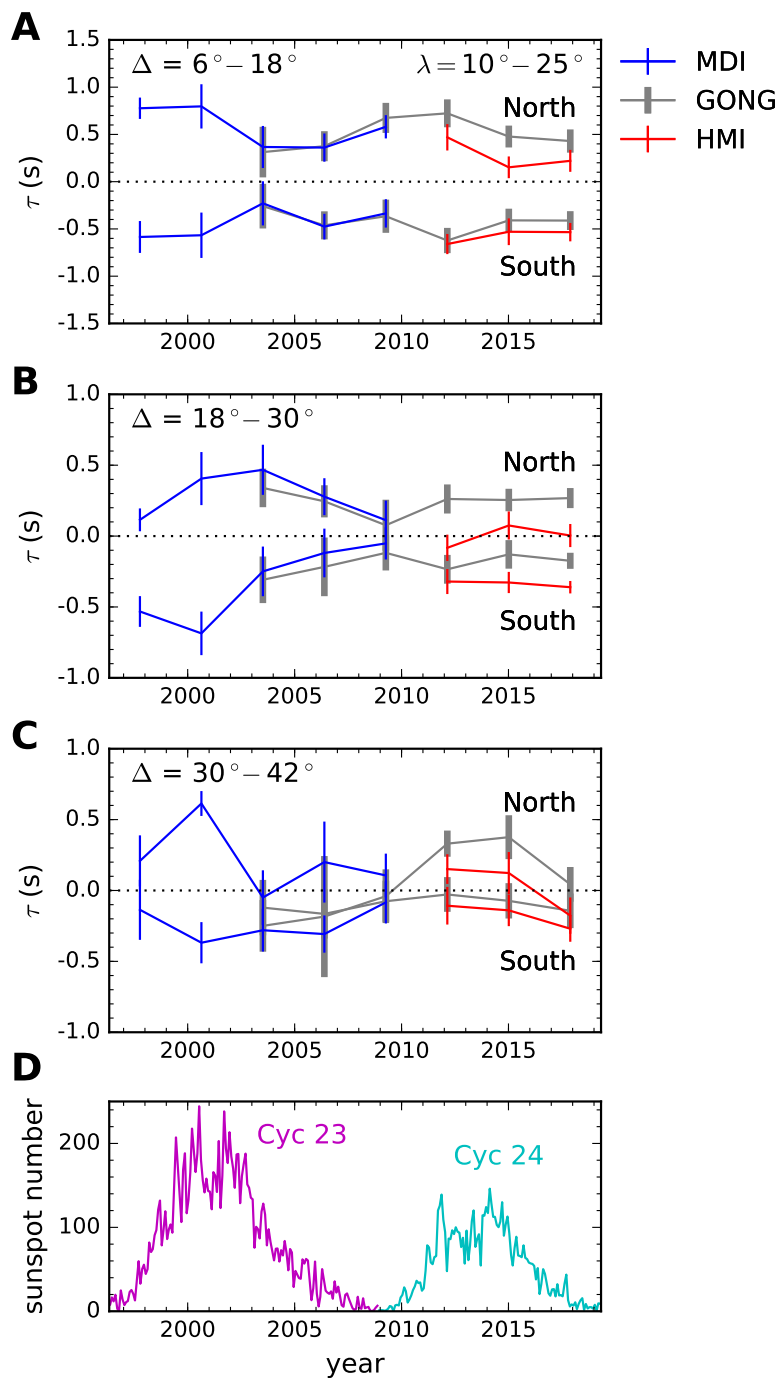 A
1.5
Δ = 6°−18°
λ=10°−25°
MDI
1.0
North
GONG
0.5
HMI
0.0
τ (s)
-0.5
-1.0
South
-1.5
2000 2005 2010 2015
B
1.0
Δ = 18°−30°
0.5
North
0.0
τ (s)
-0.5
South
-1.0
2000 2005 2010 2015
C
1.0
Δ = 30°−42°
0.5
North
0.0
τ (s)
-0.5
South
-1.0
2000 2005 2010 2015
D
200
Cyc 23
Cyc 24
sunspot number
100
0
2000 2005 2010 2015
year